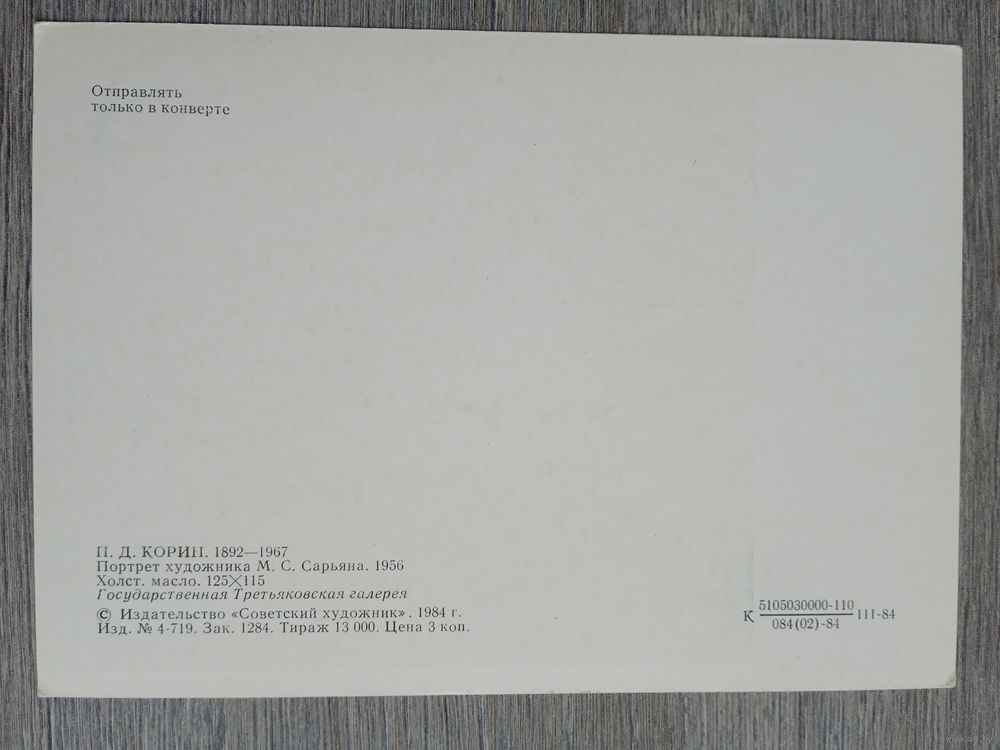 Отправлять
только в конверте
П. Д. КОРИН. 1892—1967
Портрет художника М. С. Сарьяна. 1956
Холст. масло. 125×115
Государственная Третьяковская галерея
© Издательство «Советский художник». 1984 г.
Изд. № 4-719. Зак. 1284. Тираж 13 000. Цена 3 коп.
5105030000-110
К 111-84
084(02)-84